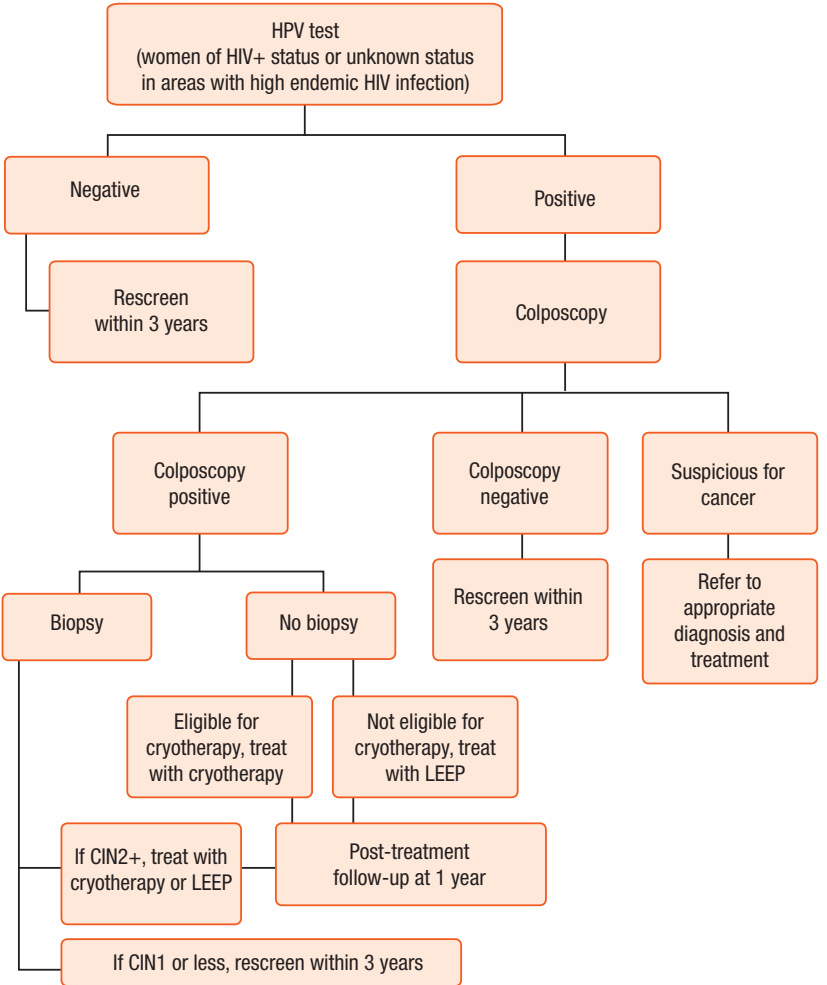 HPV test
(women of HIV+ status or unknown status
in areas with high endemic HIV infection)
Negative
Positive
Rescreen
within 3 years
Colposcopy
Colposcopy
positive
Colposcopy
negative
Suspicious for
cancer
Biopsy
No biopsy
Rescreen within
3 years
Refer to
appropriate
diagnosis and
treatment
Eligible for
cryotherapy, treat
with cryotherapy
Not eligible for
cryotherapy, treat
with LEEP
If CIN2+, treat with
cryotherapy or LEEP
Post-treatment
follow-up at 1 year
If CIN1 or less, rescreen within 3 years